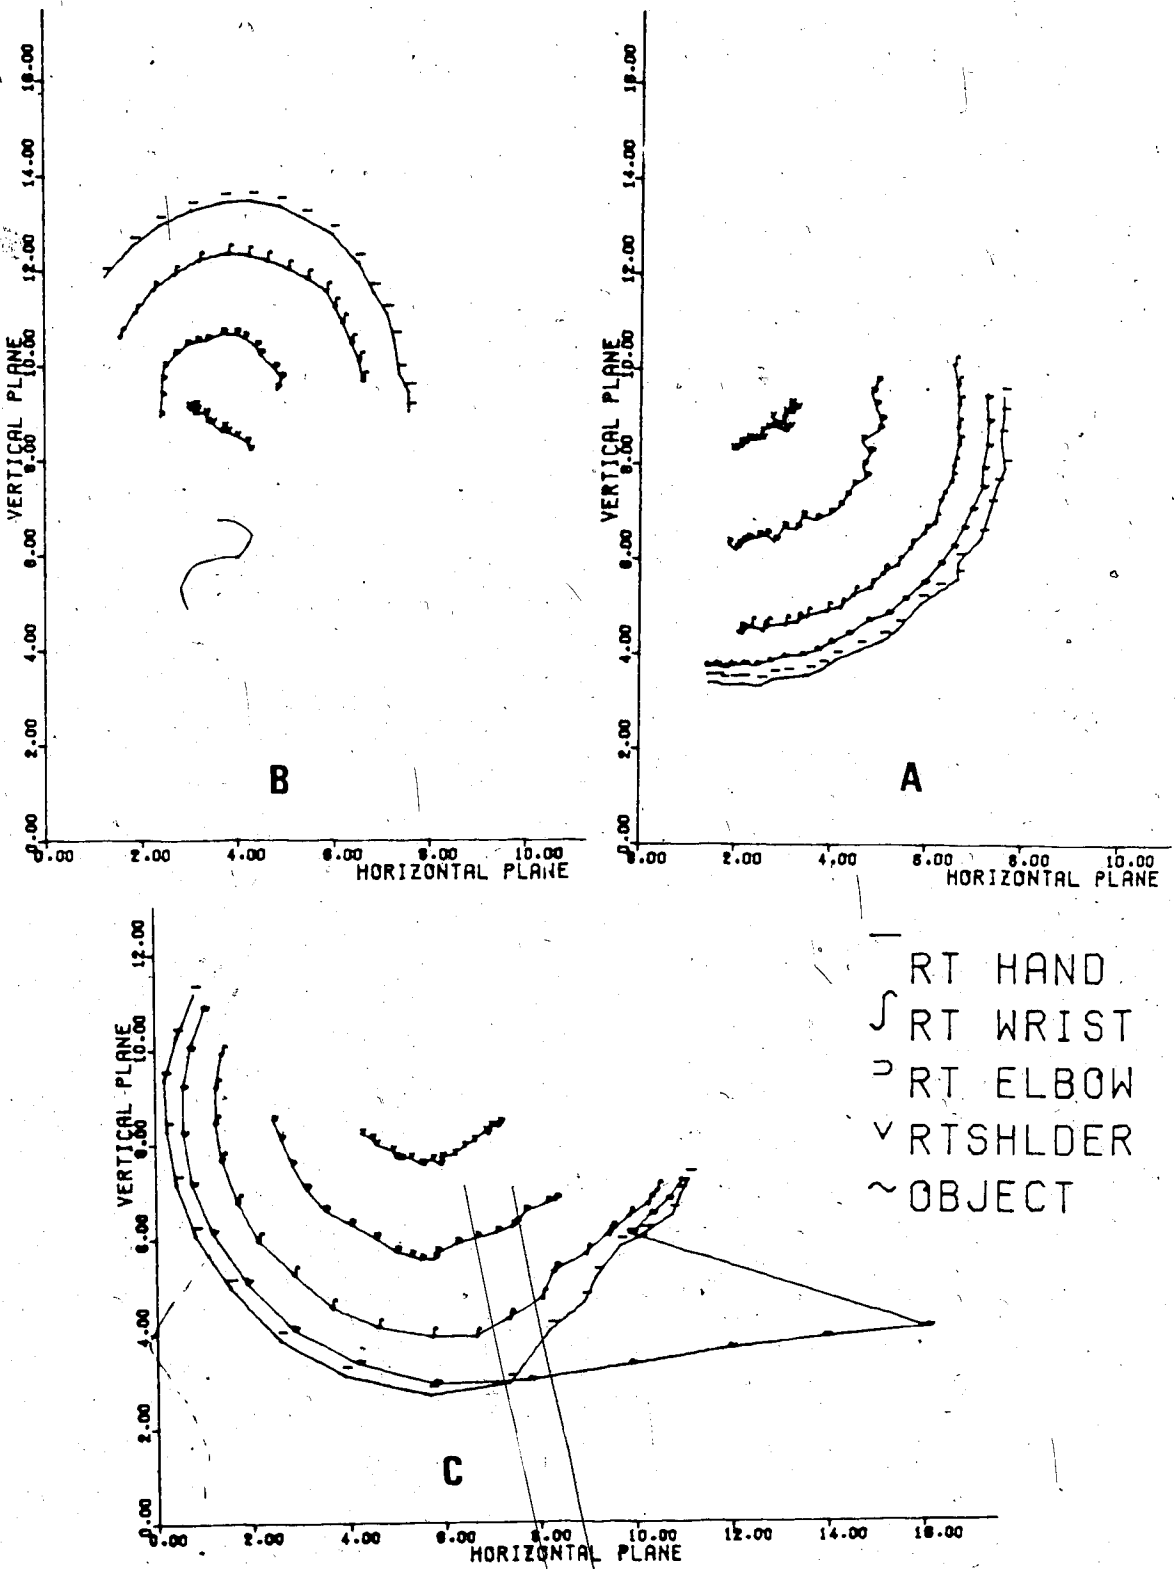 16.00
14.00
12.00
10.00
8.00
6.00
4.00
2.00
0.00
VERTICAL PLANE
0.00 2.00 4.00 6.00 8.00 10.00
HORIZONTAL PLANE
B
16.00
14.00
12.00
10.00
8.00
6.00
4.00
2.00
0.00
VERTICAL PLANE
0.00 2.00 4.00 6.00 8.00 10.00
HORIZONTAL PLANE
A
12.00
10.00
8.00
6.00
4.00
2.00
0.00
VERTICAL PLANE
0.00 2.00 4.00 6.00 8.00 10.00 12.00 14.00 16.00
HORIZONTAL PLANE
C
RT HAND
RT WRIST
RT ELBOW
RTSHLDER
OBJECT